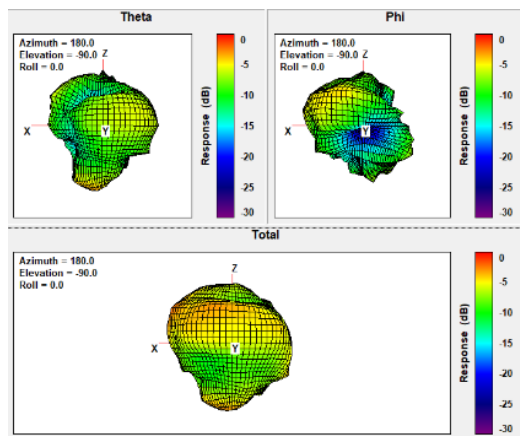 Theta
Azimuth = 180.0
Elevation = -90.0
Roll = 0.0
Z
X
Y
0
-5
-10
-15
-20
-25
-30
Response (dB)
Phi
Azimuth = 180.0
Elevation = -90.0
Roll = 0.0
Z
X
Y
0
-5
-10
-15
-20
-25
-30
Response (dB)
Total
Azimuth = 180.0
Elevation = -90.0
Roll = 0.0
Z
X
Y
0
-5
-10
-15
-20
-25
-30
Response (dB)